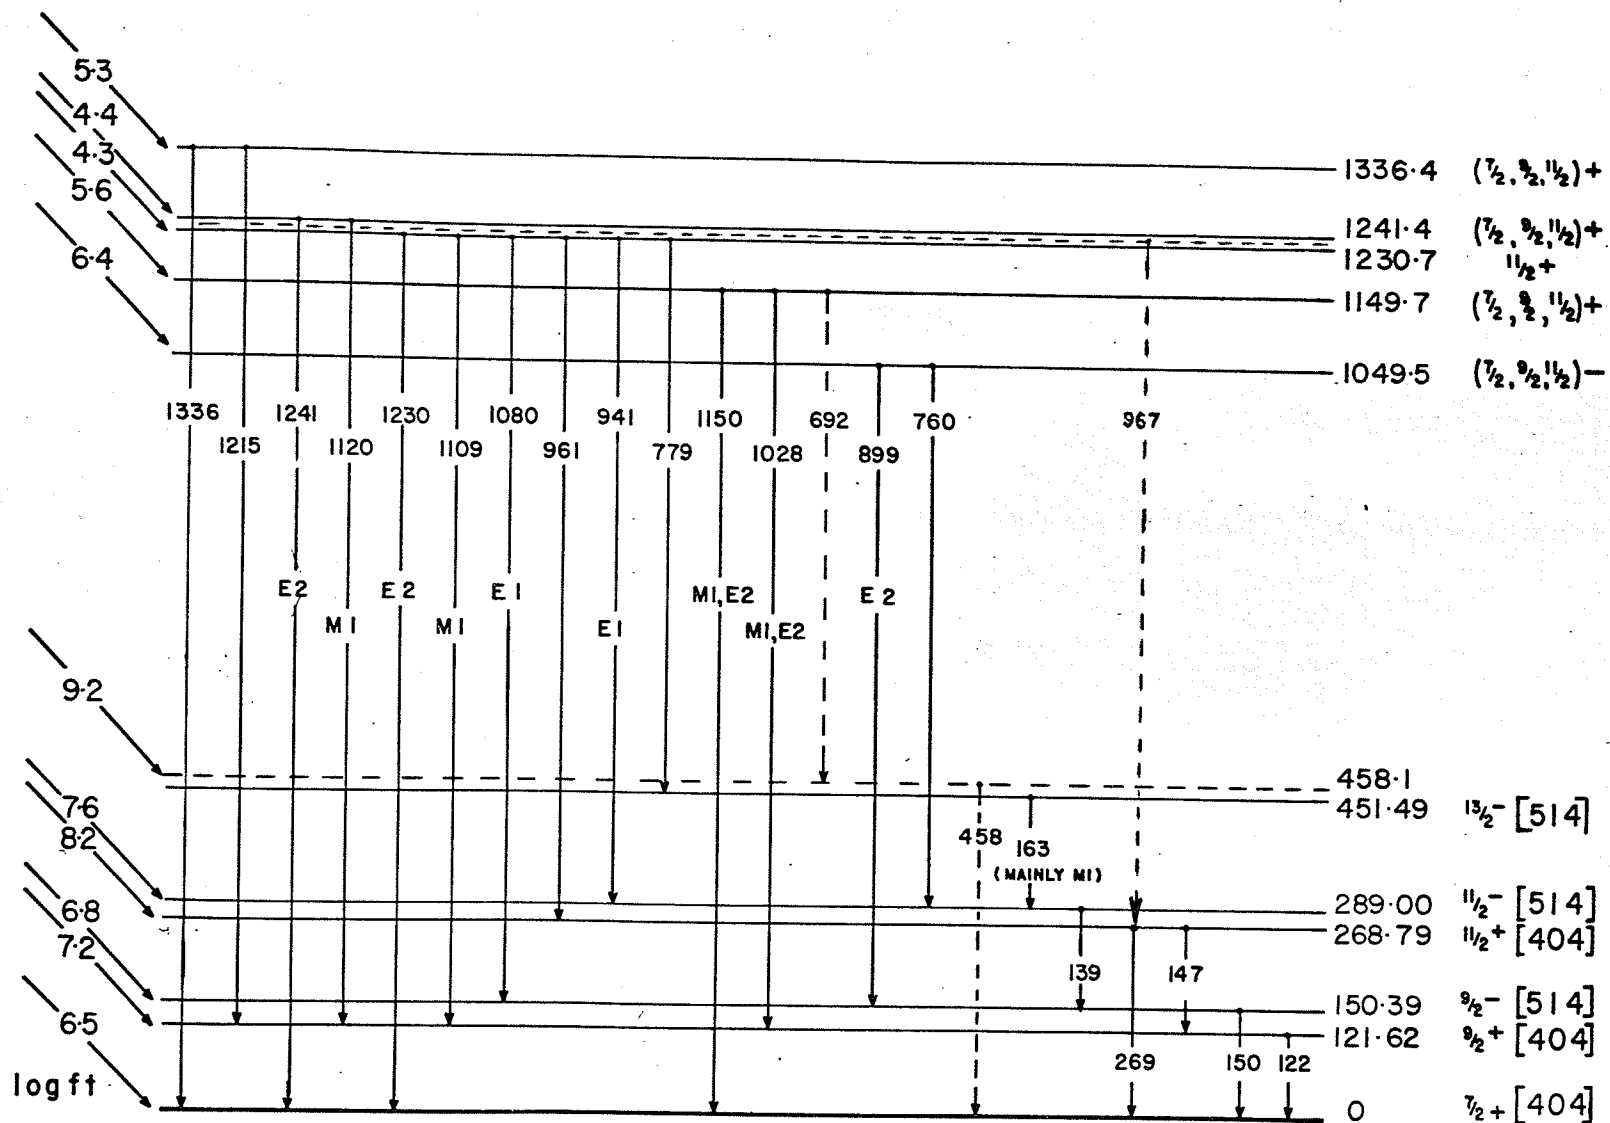 5·3
4·4
4·3
5·6
6·4
1336·4 (7/2, 9/2, 11/2)+
1241·4 (7/2, 9/2, 11/2)+
1230·7 11/2+
1149·7 (7/2, 9/2, 11/2)+
1049·5 (7/2, 9/2, 11/2)−
1336 1241 1230 1080 941 1150 692 760 967
1215 1120 1109 961 779 1028 899
E2 E2 E1 M1,E2 E2
M1 M1 E1 M1,E2
9·2
458·1
451·49 13/2− [514]
7·6
8·2
458 163
(MAINLY M1)
289·00 11/2− [514]
268·79 11/2+ [404]
6·8
7·2
139 147
150·39 9/2− [514]
121·62 9/2+ [404]
6·5
269 150 122
log ft
0 7/2+ [404]